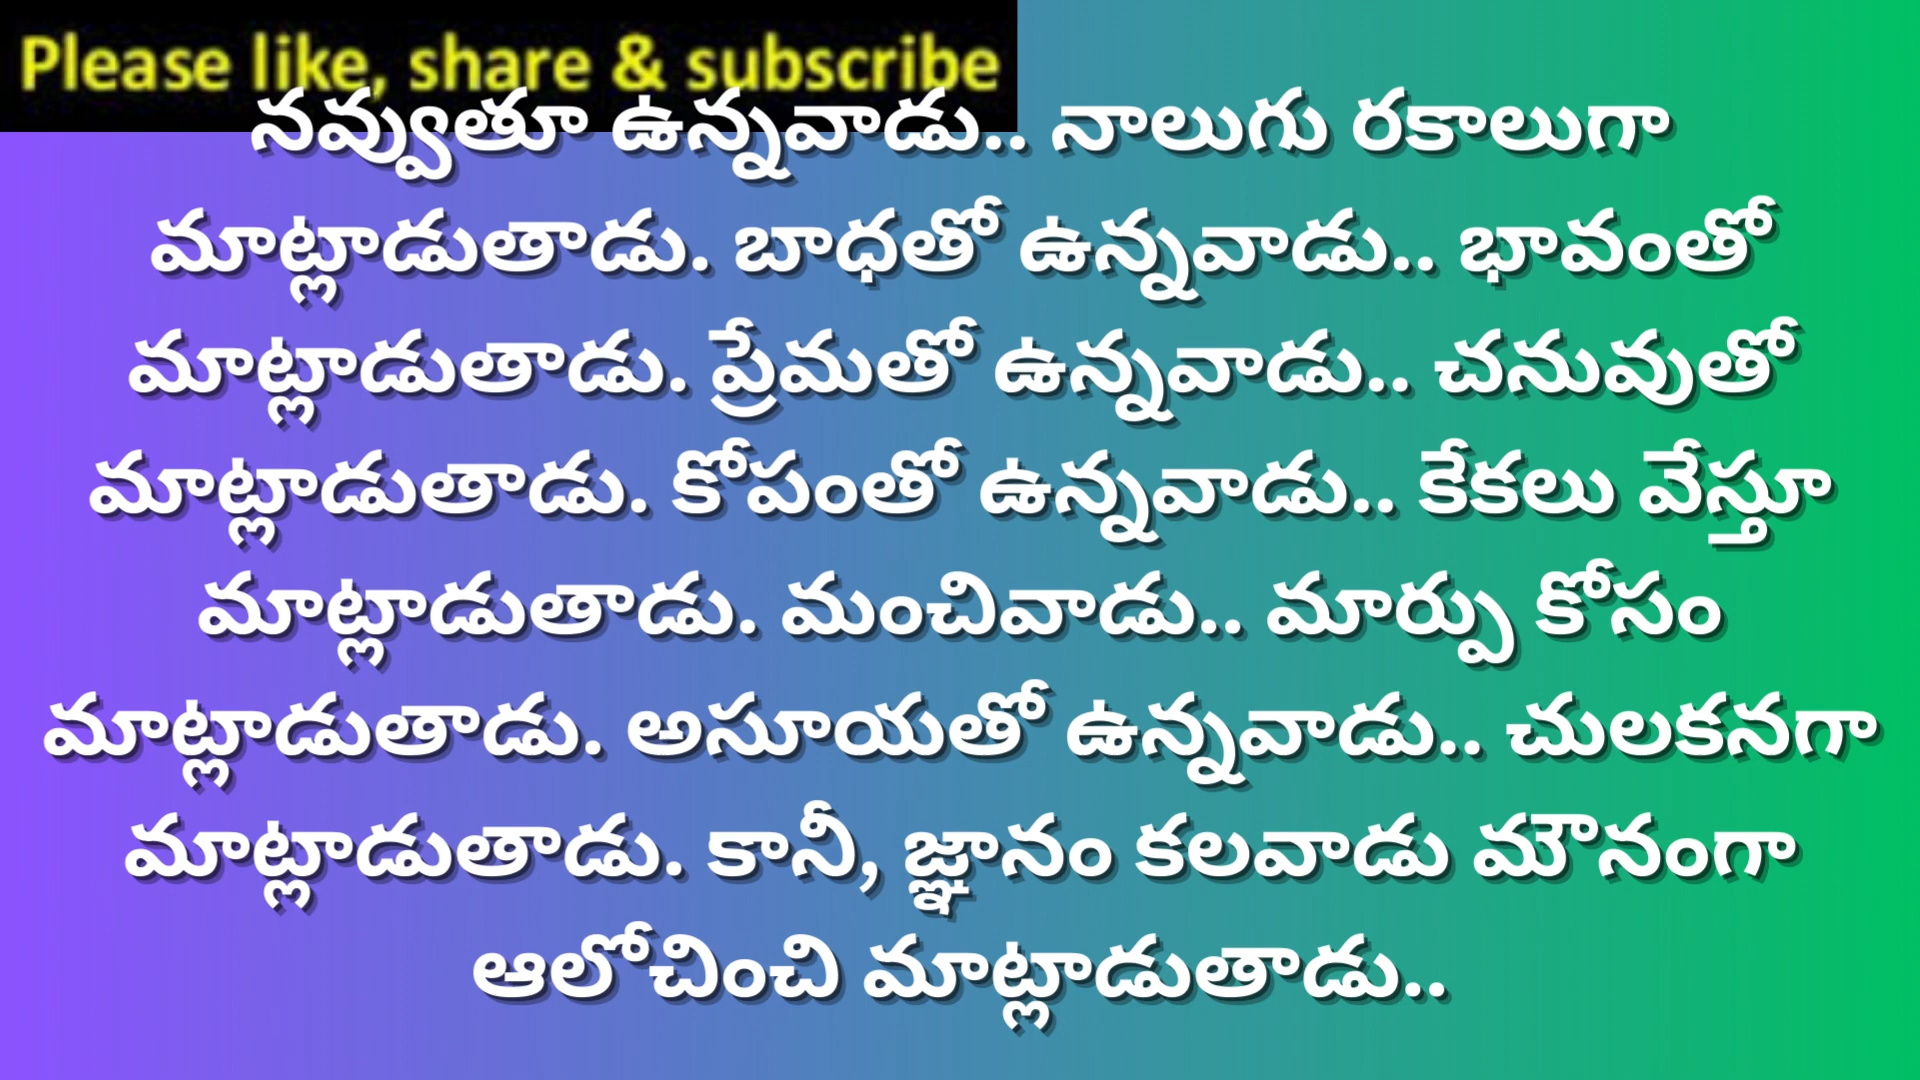 Please like, share & subscribe
నవ్వుతూ ఉన్నవాడు.. నాలుగు రకాలుగా
మాట్లాడుతాడు. బాధతో ఉన్నవాడు.. భావంతో
మాట్లాడుతాడు. ప్రేమతో ఉన్నవాడు.. చనువుతో
మాట్లాడుతాడు. కోపంతో ఉన్నవాడు.. కేకలు వేస్తూ
మాట్లాడుతాడు. మంచివాడు.. మార్పు కోసం
మాట్లాడుతాడు. అసూయతో ఉన్నవాడు.. చులకనగా
మాట్లాడుతాడు. కానీ, జ్ఞానం కలవాడు మౌనంగా
ఆలోచించి మాట్లాడుతాడు..